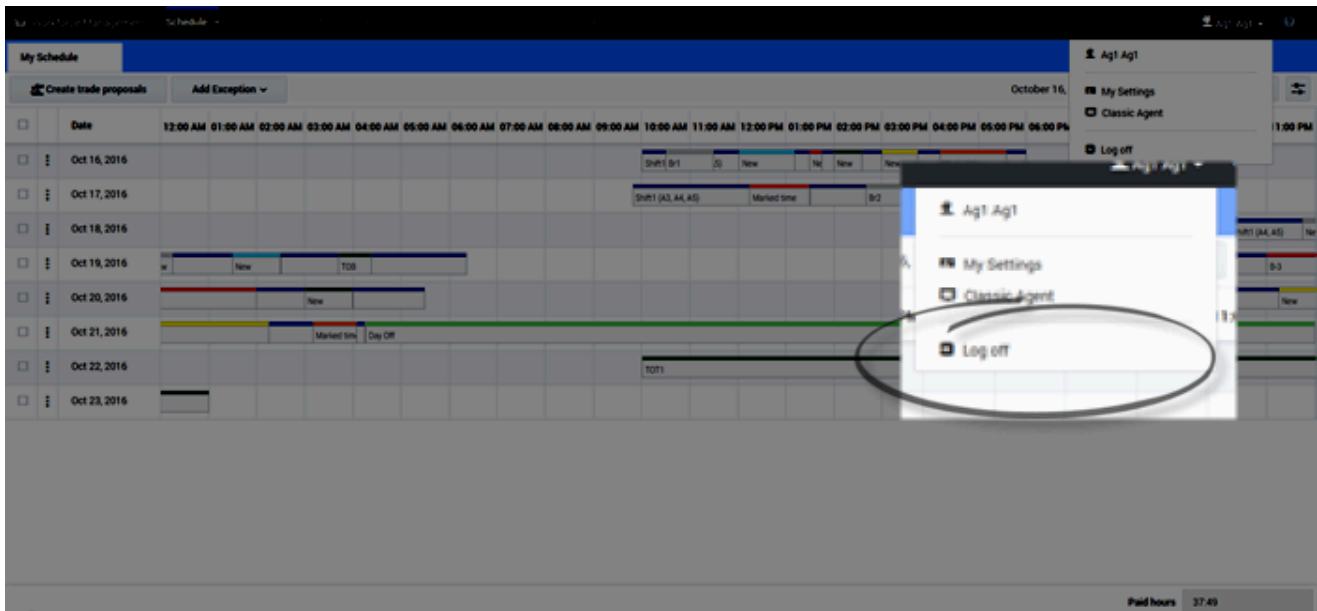 Schedule
Ag1 Ag1
My Schedule
Ag1 Ag1
Create trade proposals Add Exception October 16, My Settings
Classic Agent
Date 12:00 AM 01:00 AM 02:00 AM 03:00 AM 04:00 AM 05:00 AM 06:00 AM 07:00 AM 08:00 AM 09:00 AM 10:00 AM 11:00 AM 12:00 PM 01:00 PM 02:00 PM 03:00 PM 04:00 PM 05:00 PM 06:00 PM 1:00 PM
Log off
Oct 16, 2016 Shift1 Br1 New New
Ag1 Ag1
Oct 17, 2016 Shift1 (A3, A4, A5) Marked time Br2
Ag1 Ag1
Oct 18, 2016
My Settings
Oct 19, 2016 New TO8 B-3
Classic Agent
Oct 20, 2016 New New
Oct 21, 2016 Marked time Day Off
Log off
Oct 22, 2016 TOT1
Oct 23, 2016
Paid hours 37:49